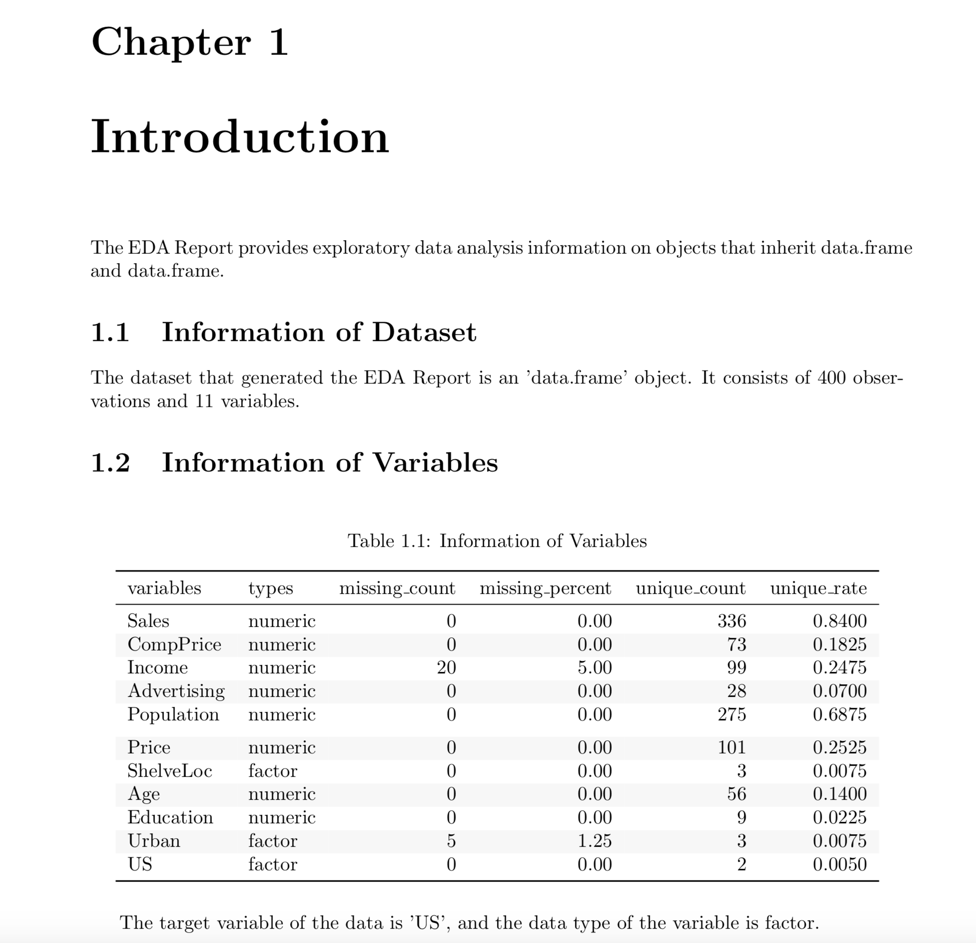 Chapter 1
Introduction
The EDA Report provides exploratory data analysis information on objects that inherit data.frame
and data.frame.
1.1 Information of Dataset
The dataset that generated the EDA Report is an 'data.frame' object. It consists of 400 obser-
vations and 11 variables.
1.2 Information of Variables
Table 1.1: Information of Variables
variables types missing_count missing_percent unique_count unique_rate
Sales numeric 0 0.00 336 0.8400
CompPrice numeric 0 0.00 73 0.1825
Income numeric 20 5.00 99 0.2475
Advertising numeric 0 0.00 28 0.0700
Population numeric 0 0.00 275 0.6875
Price numeric 0 0.00 101 0.2525
ShelveLoc factor 0 0.00 3 0.0075
Age numeric 0 0.00 56 0.1400
Education numeric 0 0.00 9 0.0225
Urban factor 5 1.25 3 0.0075
US factor 0 0.00 2 0.0050
The target variable of the data is 'US', and the data type of the variable is factor.